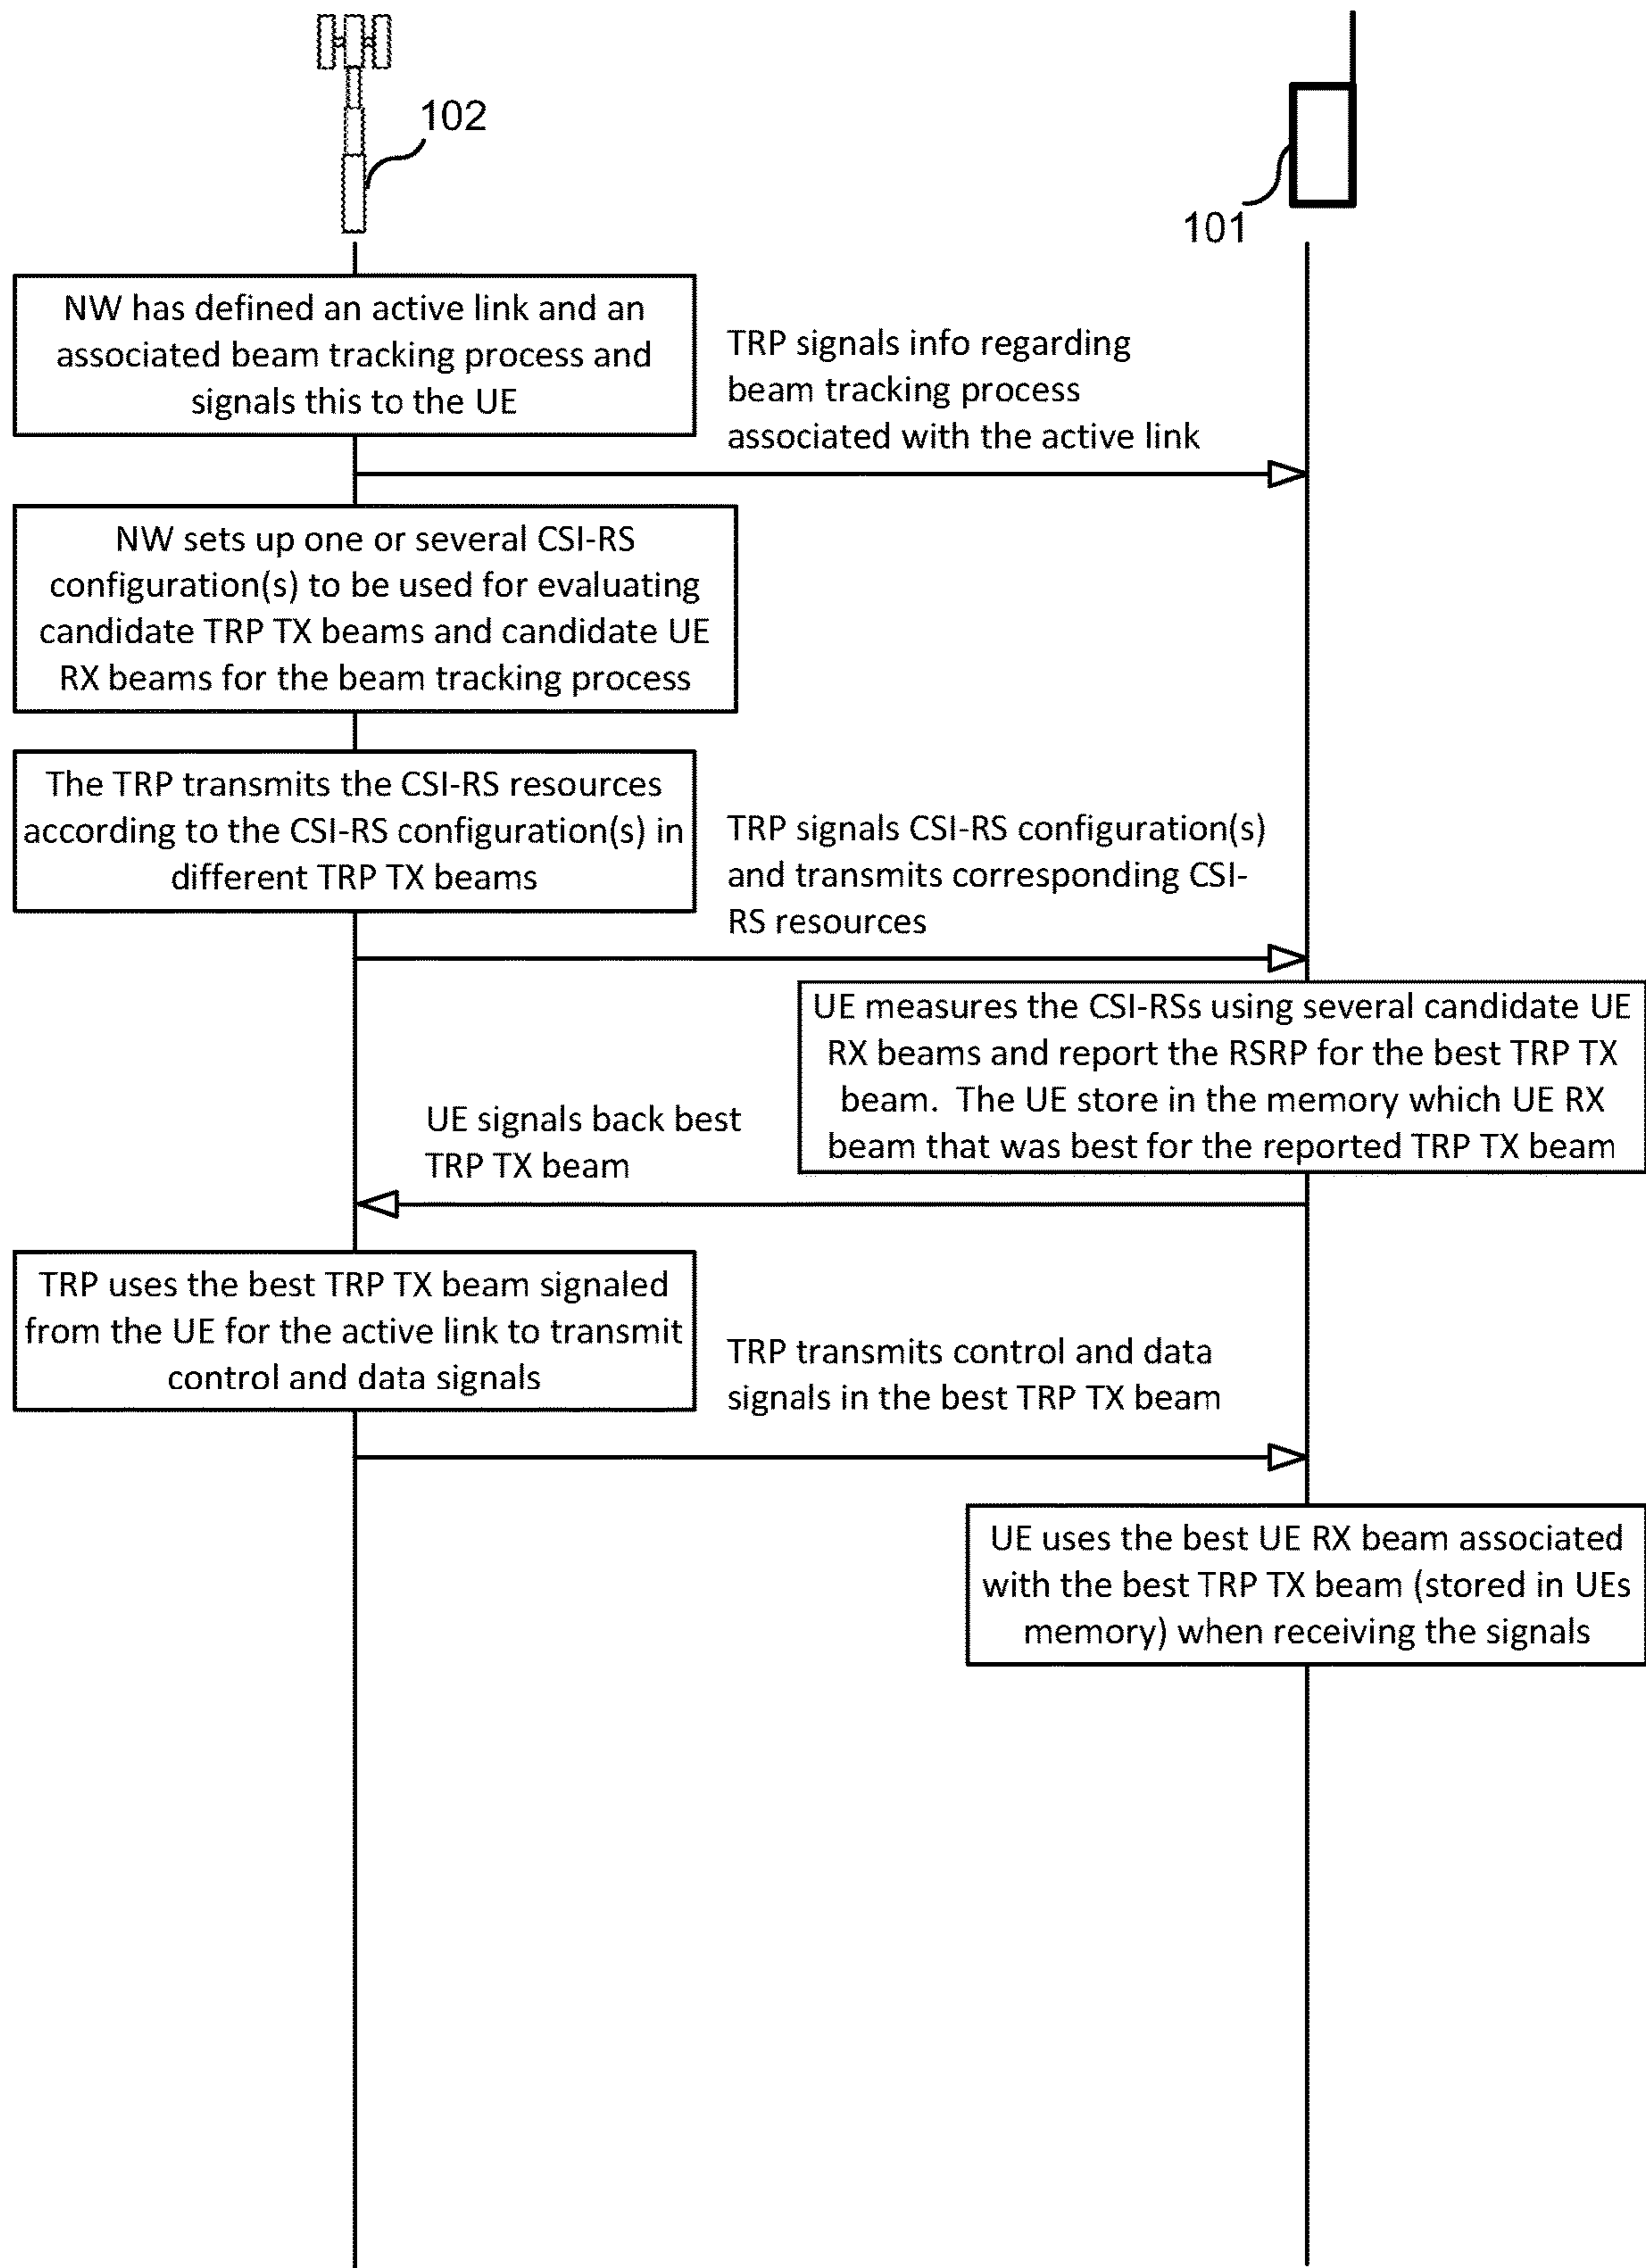 102
101
NW has defined an active link and an
associated beam tracking process and
signals this to the UE
TRP signals info regarding
beam tracking process
associated with the active link
NW sets up one or several CSI-RS
configuration(s) to be used for evaluating
candidate TRP TX beams and candidate UE
RX beams for the beam tracking process
The TRP transmits the CSI-RS resources
according to the CSI-RS configuration(s) in
different TRP TX beams
TRP signals CSI-RS configuration(s)
and transmits corresponding CSI-
RS resources
UE measures the CSI-RSs using several candidate UE
RX beams and report the RSRP for the best TRP TX
beam.  The UE store in the memory which UE RX
beam that was best for the reported TRP TX beam
UE signals back best
TRP TX beam
TRP uses the best TRP TX beam signaled
from the UE for the active link to transmit
control and data signals
TRP transmits control and data
signals in the best TRP TX beam
UE uses the best UE RX beam associated
with the best TRP TX beam (stored in UEs
memory) when receiving the signals